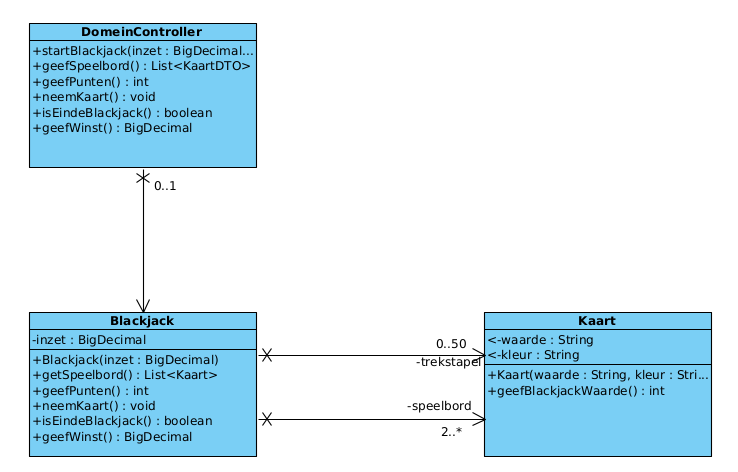 DomeinController
+startBlackjack(inzet : BigDecimal...
+geefSpeelbord() : List<KaartDTO>
+geefPunten() : int
+neemKaart() : void
+isEindeBlackjack() : boolean
+geefWinst() : BigDecimal
0..1
Blackjack
-inzet : BigDecimal
+Blackjack(inzet : BigDecimal)
+getSpeelbord() : List<Kaart>
+geefPunten() : int
+neemKaart() : void
+isEindeBlackjack() : boolean
+geefWinst() : BigDecimal
0..50
-trekstapel
-speelbord
2..*
Kaart
<-waarde : String
<-kleur : String
+Kaart(waarde : String, kleur : Stri...
+geefBlackjackWaarde() : int